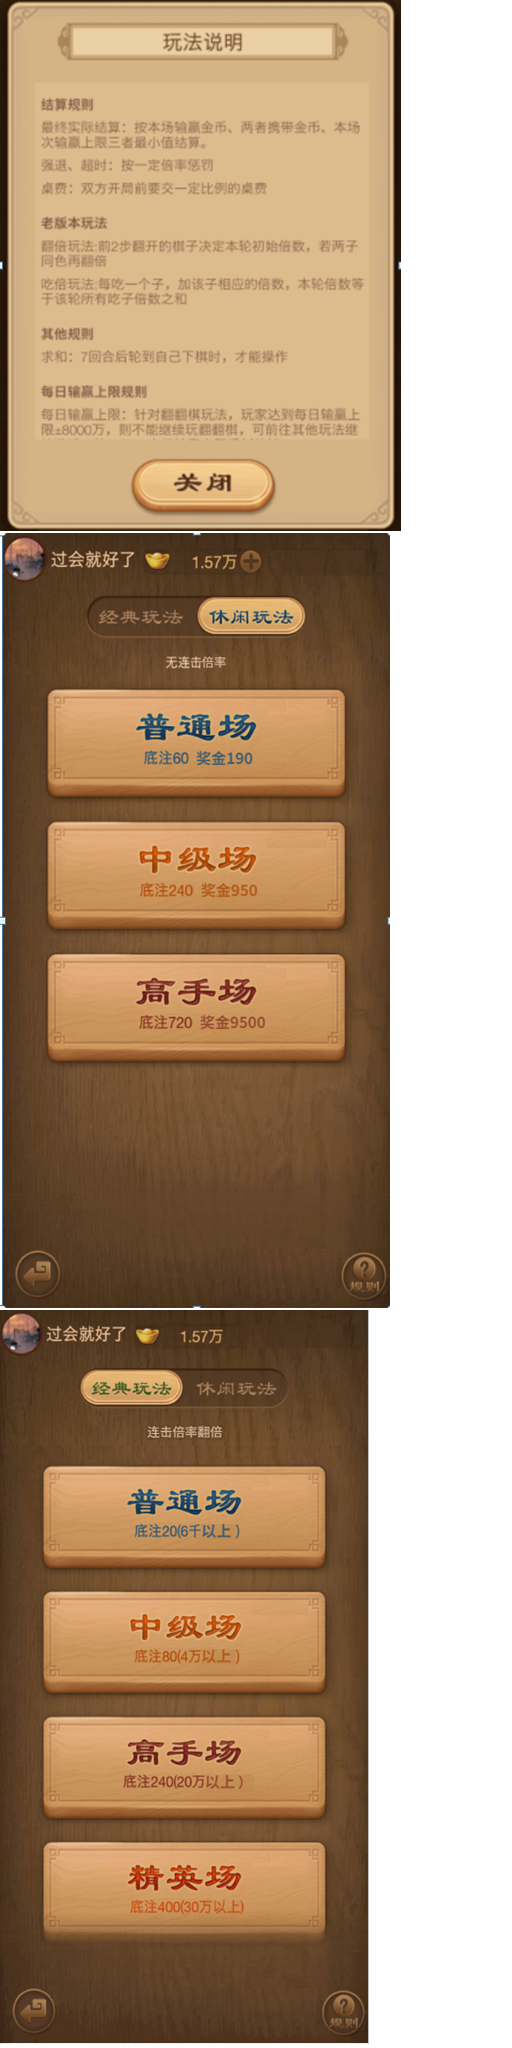 玩法说明
结算规则
最终实际结算：按本场输赢金币、两者携带金币、本场
次输赢上限三者最小值结算。
强退、超时：按一定倍率惩罚
桌费：双方开局前要交一定比例的桌费
老版本玩法
翻倍玩法:前2步翻开的棋子决定本轮初始倍数，若两子
同色再翻倍
吃倍玩法:每吃一个子，加该子相应的倍数，本轮倍数等
于该轮所有吃子倍数之和
其他规则
求和：7回合后轮到自己下棋时，才能操作
每日输赢上限规则
每日输赢上限：针对翻翻棋玩法，玩家达到每日输赢上
限±8000万，则不能继续玩翻翻棋，可前往其他玩法继
关闭
过会就好了 1.57万
经典玩法 休闲玩法
无连击倍率
普通场
底注60 奖金190
中级场
底注240 奖金950
高手场
底注720 奖金9500
规则
过会就好了 1.57万
经典玩法 休闲玩法
连击倍率翻倍
普通场
底注20(6千以上)
中级场
底注80(4万以上)
高手场
底注240(20万以上)
精英场
底注400(30万以上)
规则